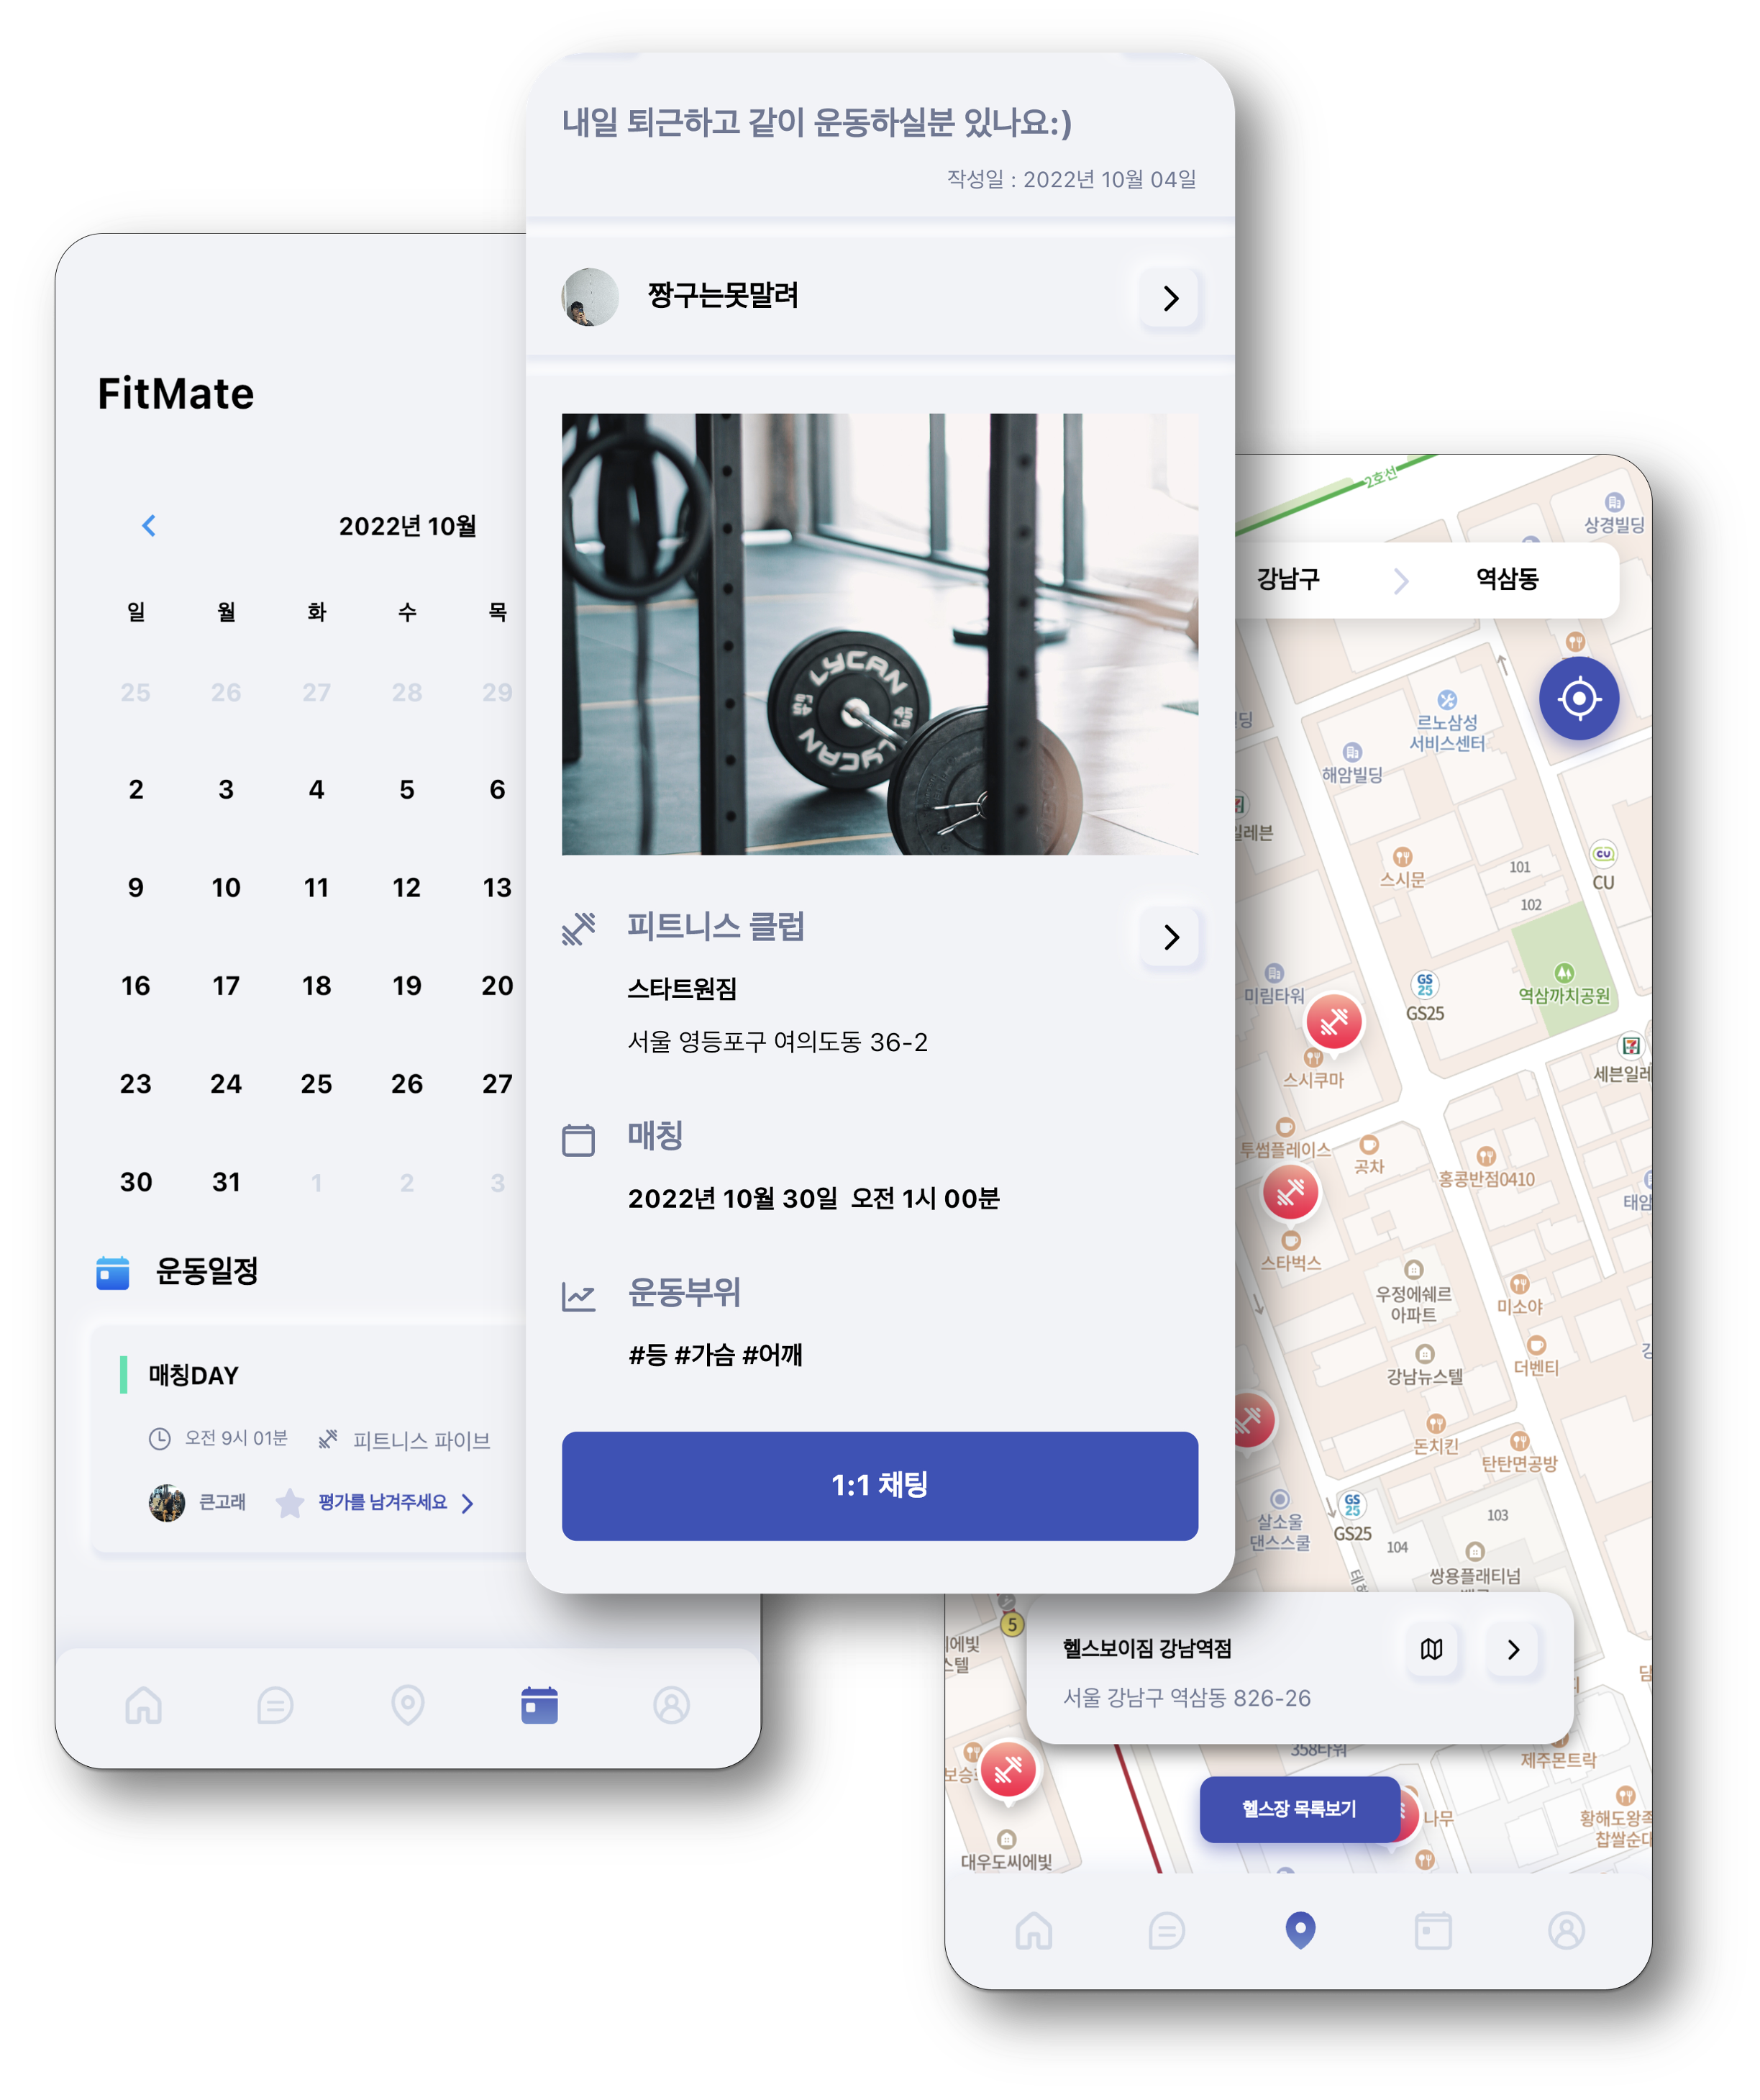 FitMate
2022년 10월
일 월 화 수 목
25 26 27 28 29
2 3 4 5 6
9 10 11 12 13
16 17 18 19 20
23 24 25 26 27
30 31 1 2 3
운동일정
매칭DAY
오전 9시 01분 피트니스 파이브
큰고래 평가를 남겨주세요
내일 퇴근하고 같이 운동하실분 있나요:)
작성일 : 2022년 10월 04일
짱구는못말려
LYCAN
45
LYCAN
피트니스 클럽
스타트원짐
서울 영등포구 여의도동 36-2
매칭
2022년 10월 30일 오전 1시 00분
운동부위
#등 #가슴 #어깨
1:1 채팅
2호선
상경빌딩
강남구 역삼동
르노삼성
서비스센터
해암빌딩
스시문
101
102
CU
CU
미림타워
GS
25
GS25
역삼까치공원
7
스시쿠마
투썸플레이스
공차
홍콩반점0410
스타벅스
우정에쉐르
아파트
미소야
강남뉴스텔
더벤티
돈치킨
탄탄면공방
살소울
댄스스쿨
GS
25
GS25
103
104
쌍용플래티넘
5
헬스보이짐 강남역점
서울 강남구 역삼동 826-26
358타워
제주몬트락
헬스장 목록보기
나무
황해도왕족
찹쌀순대
대우도씨에빛